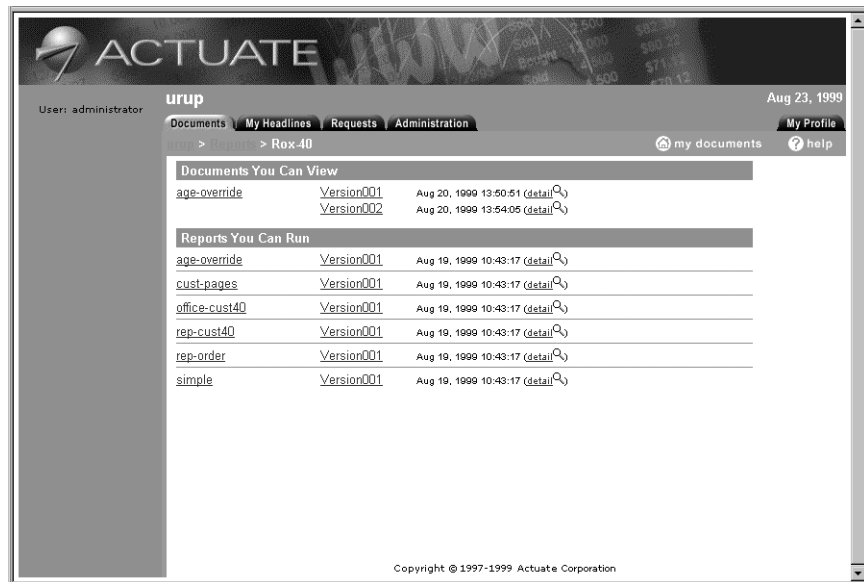 ACTUATE
User: administrator
urup
Aug 23, 1999
Documents My Headlines Requests Administration My Profile
urup > Reports > Rox-40 my documents ? help
Documents You Can View
age-override Version001 Aug 20, 1999 13:50:51 (detail)
Version002 Aug 20, 1999 13:54:05 (detail)
Reports You Can Run
age-override Version001 Aug 19, 1999 10:43:17 (detail)
cust-pages Version001 Aug 19, 1999 10:43:17 (detail)
office-cust40 Version001 Aug 19, 1999 10:43:17 (detail)
rep-cust40 Version001 Aug 19, 1999 10:43:17 (detail)
rep-order Version001 Aug 19, 1999 10:43:17 (detail)
simple Version001 Aug 19, 1999 10:43:17 (detail)
Copyright © 1997-1999 Actuate Corporation